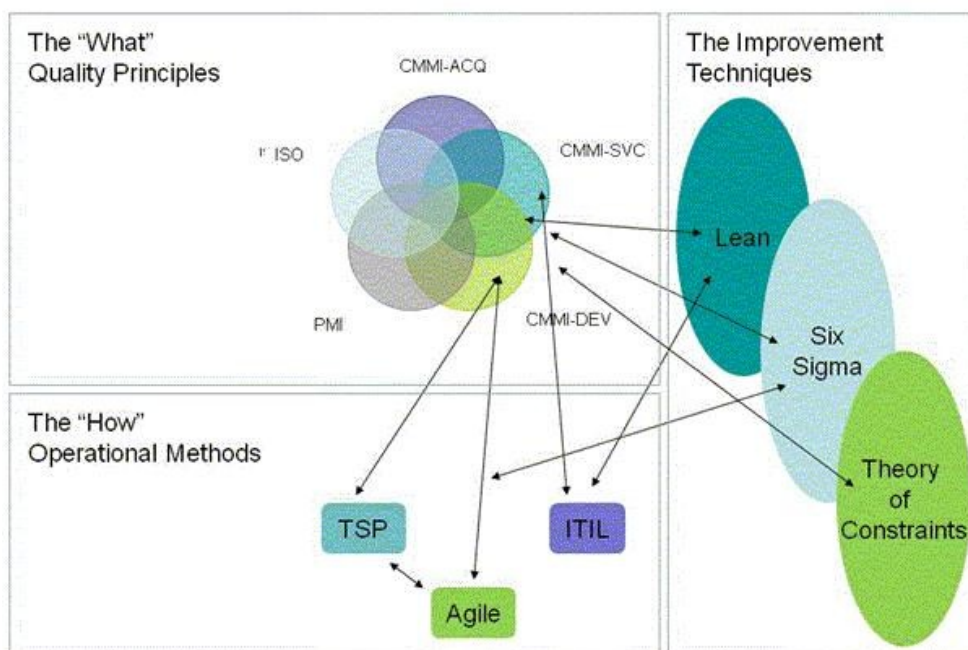 The “What”
Quality Principles
CMMI-ACQ
ISO
CMMI-SVC
PMI
CMMI-DEV
The Improvement
Techniques
Lean
Six
Sigma
Theory
of
Constraints
The “How”
Operational Methods
TSP
ITIL
Agile